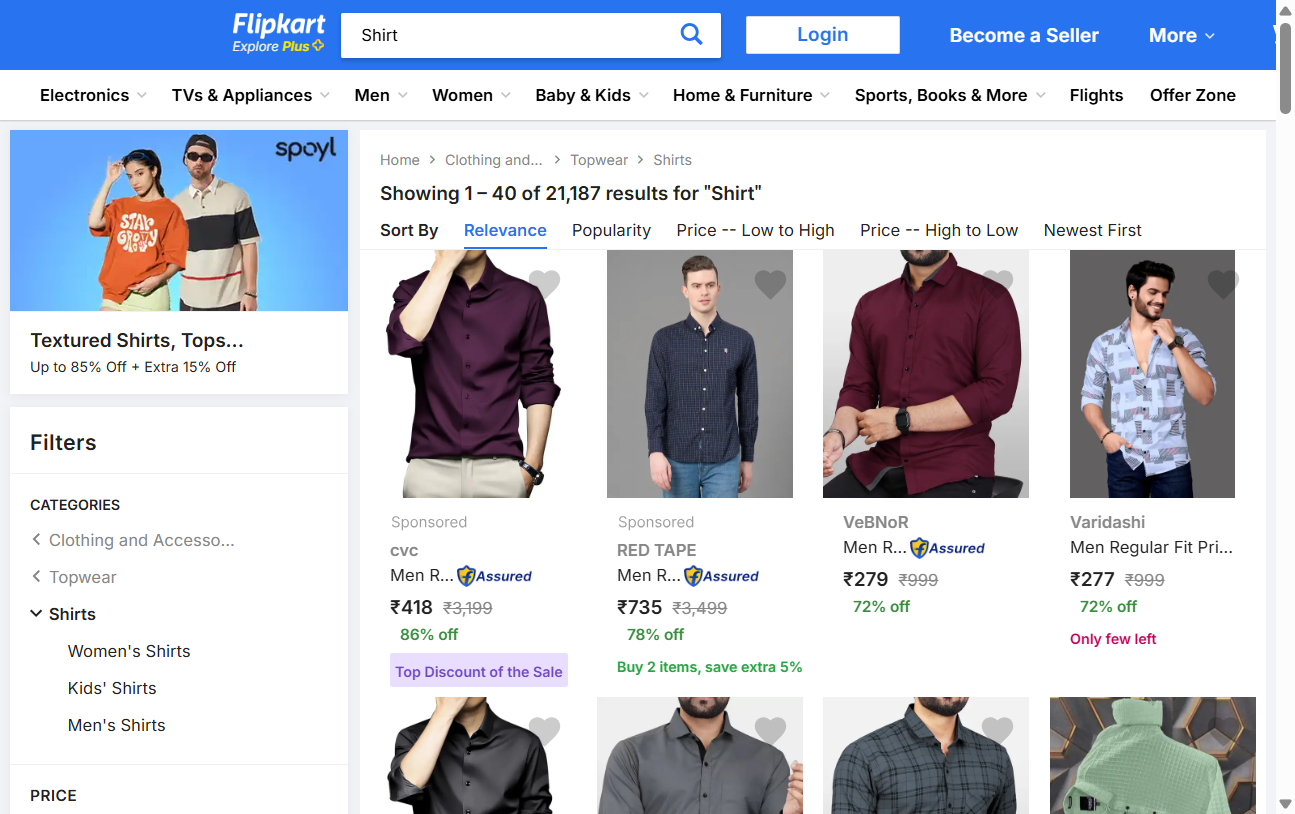 Flipkart
Explore Plus
Shirt
Login
Become a Seller
More
Electronics
TVs & Appliances
Men
Women
Baby & Kids
Home & Furniture
Sports, Books & More
Flights
Offer Zone
spoyl
STAY GROOVY
Textured Shirts, Tops...
Up to 85% Off + Extra 15% Off
Filters
CATEGORIES
Clothing and Accesso...
Topwear
Shirts
Women's Shirts
Kids' Shirts
Men's Shirts
PRICE
Home > Clothing and... > Topwear > Shirts
Showing 1 – 40 of 21,187 results for "Shirt"
Sort By Relevance Popularity Price -- Low to High Price -- High to Low Newest First
Sponsored
cvc
Men R... Assured
₹418 ₹3,199
86% off
Top Discount of the Sale
Sponsored
RED TAPE
Men R... Assured
₹735 ₹3,499
78% off
Buy 2 items, save extra 5%
VeBNoR
Men R... Assured
₹279 ₹999
72% off
Varidashi
Men Regular Fit Pri...
₹277 ₹999
72% off
Only few left